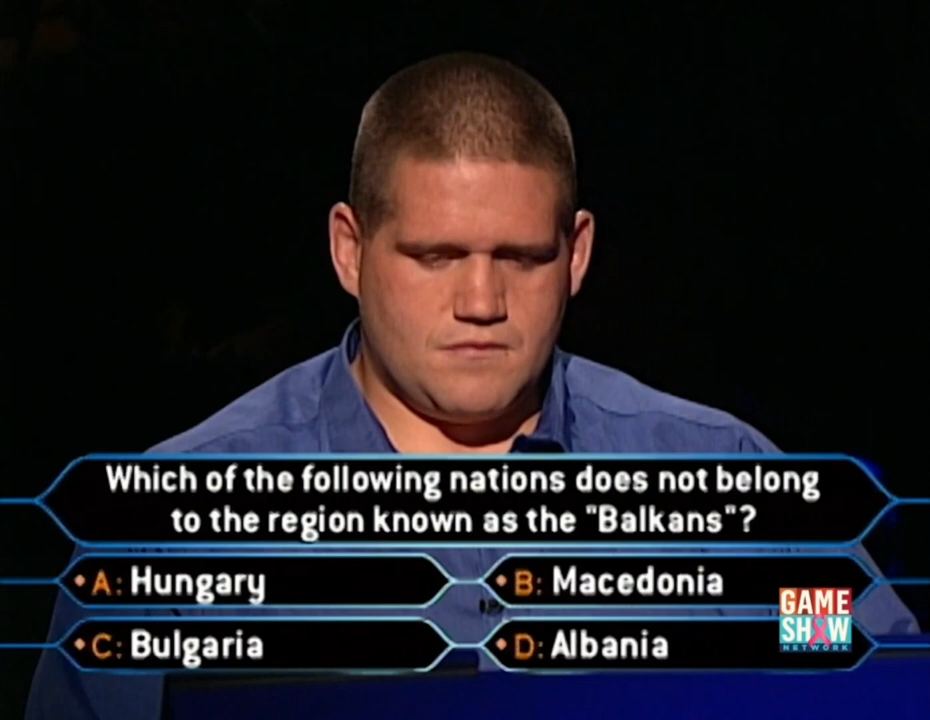 Which of the following nations does not belong
to the region known as the "Balkans"?
A: Hungary
B: Macedonia
C: Bulgaria
D: Albania
GAME
SHOW
NETWORK